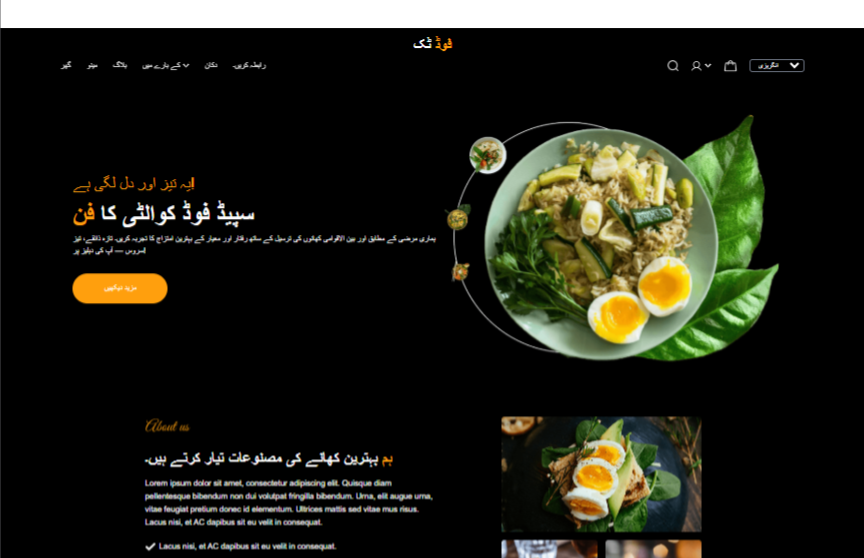 فوڈ ٹک
گھر
مینو
بلاگ
کے بارے میں
دکان
رابطہ کریں۔
انگریزی
یہ تیز اور دل لگی ہے!
سپیڈ فوڈ کوالٹی کا فن
ہماری مرضی کے مطابق اور بین الاقوامی کھانوں کی ترسیل کے ساتھ رفتار اور معیار کے بہترین امتزاج کا تجربہ کریں۔ تازہ ذائقے، تیز
سروس — آپ کی دہلیز پر!
مزید دیکھیں
About us
ہم بہترین کھانے کی مصنوعات تیار کرتے ہیں۔
Lorem ipsum dolor sit amet, consectetur adipiscing elit. Quisque diam
pellentesque bibendum non dui volutpat fringilla bibendum. Urna, elit augue urna,
vitae feugiat pretium donec id elementum. Ultrices mattis sed vitae mus risus.
Lacus nisi, et AC dapibus sit eu velit in consequat.
Lacus nisi, et AC dapibus sit eu velit in consequat.